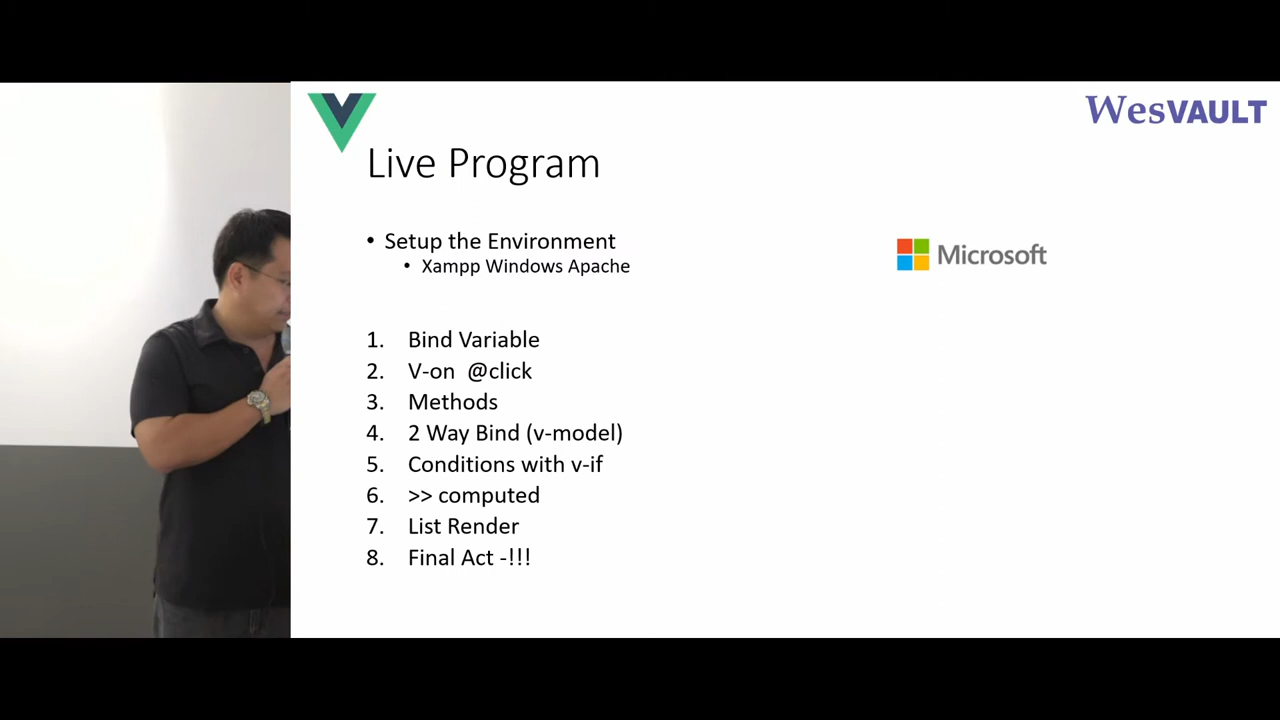 WesVAULT
Live Program
• Setup the Environment
• Xampp Windows Apache
Microsoft
1. Bind Variable
2. V-on @click
3. Methods
4. 2 Way Bind (v-model)
5. Conditions with v-if
6. >> computed
7. List Render
8. Final Act -!!!